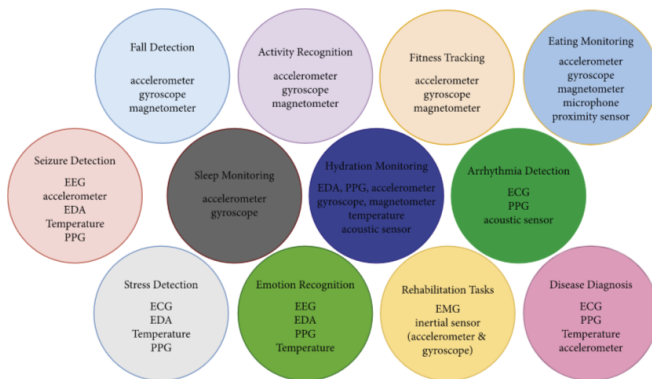 Fall Detection
accelerometer
gyroscope
magnetometer
Activity Recognition
accelerometer
gyroscope
magnetometer
Fitness Tracking
accelerometer
gyroscope
magnetometer
Eating Monitoring
accelerometer
gyroscope
magnetometer
microphone
proximity sensor
Seizure Detection
EEG
accelerometer
EDA
Temperature
PPG
Sleep Monitoring
accelerometer
gyroscope
Hydration Monitoring
EDA, PPG, accelerometer
gyroscope, magnetometer
temperature
acoustic sensor
Arrhythmia Detection
ECG
PPG
acoustic sensor
Stress Detection
ECG
EDA
Temperature
PPG
Emotion Recognition
EEG
EDA
PPG
Temperature
Rehabilitation Tasks
EMG
inertial sensor
(accelerometer &
gyroscope)
Disease Diagnosis
ECG
PPG
Temperature
accelerometer